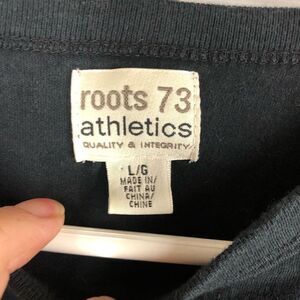 roots 73
athletics
QUALITY & INTEGRITY
L/G
MADE IN/
FAIT AU
CHINA/
CHINE